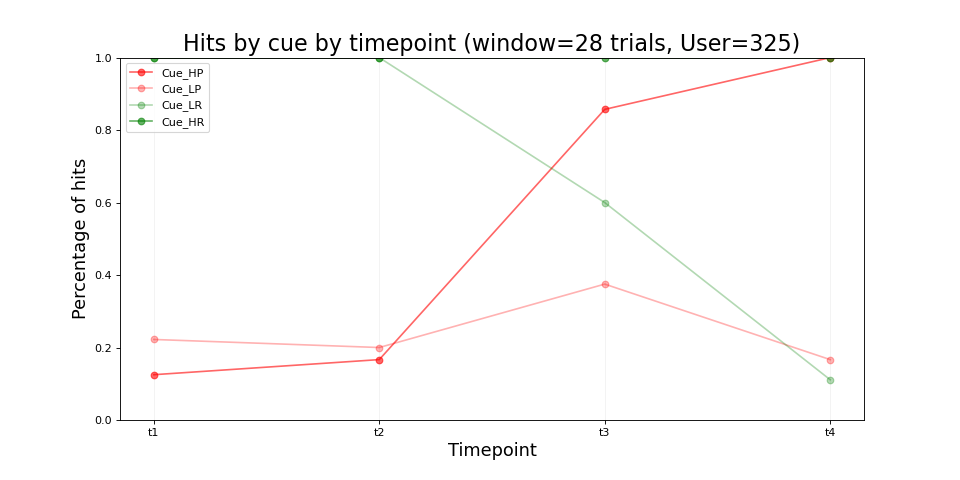 Hits by cue by timepoint (window=28 trials, User=325)
Percentage of hits
1.0
0.8
0.6
0.4
0.2
0.0
Cue_HP
Cue_LP
Cue_LR
Cue_HR
t1
t2
t3
t4
Timepoint